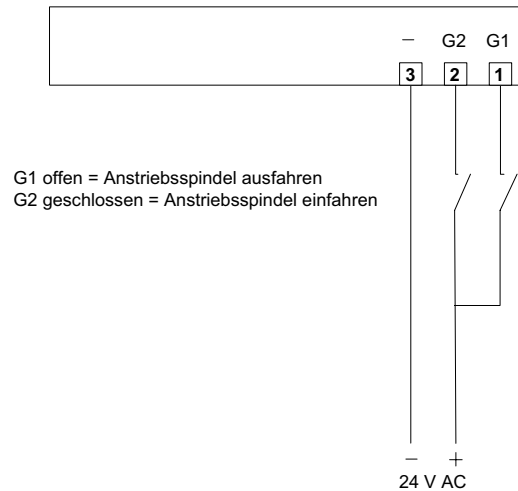 – G2 G1
3 2 1
G1 offen = Anstriebsspindel ausfahren
G2 geschlossen = Anstriebsspindel einfahren
– +
24 V AC